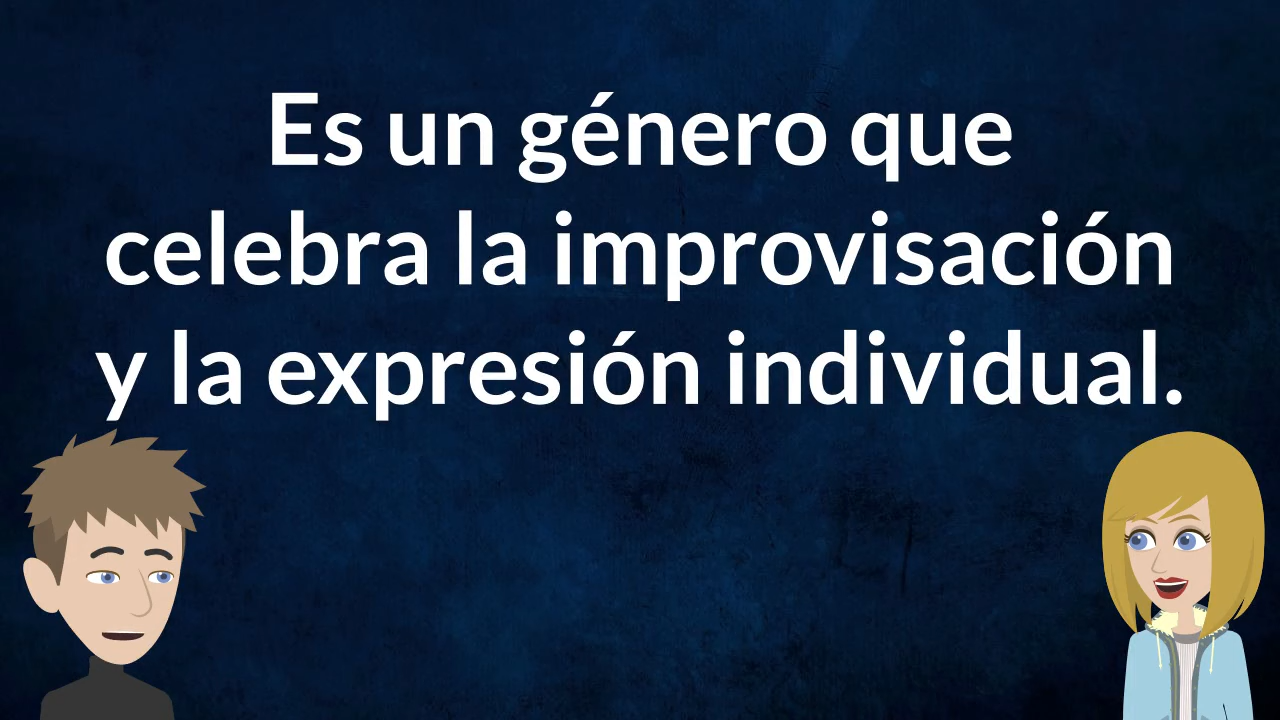 Es un género que
celebra la improvisación
y la expresión individual.